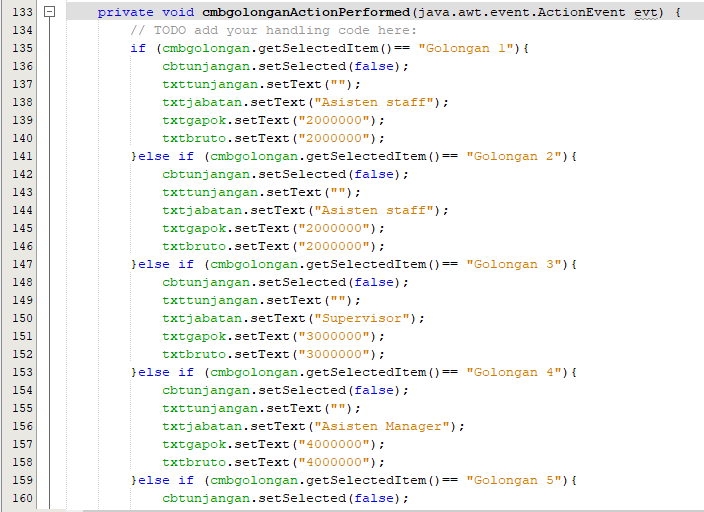 133 private void cmbgolonganActionPerformed(java.awt.event.ActionEvent evt) {
134 // TODO add your handling code here:
135 if (cmbgolongan.getSelectedItem()== "Golongan 1"){
136 cbtunjangan.setSelected(false);
137 txttunjangan.setText("");
138 txtjabatan.setText("Asisten staff");
139 txtgapok.setText("2000000");
140 txtbruto.setText("2000000");
141 }else if (cmbgolongan.getSelectedItem()== "Golongan 2"){
142 cbtunjangan.setSelected(false);
143 txttunjangan.setText("");
144 txtjabatan.setText("Asisten staff");
145 txtgapok.setText("2000000");
146 txtbruto.setText("2000000");
147 }else if (cmbgolongan.getSelectedItem()== "Golongan 3"){
148 cbtunjangan.setSelected(false);
149 txttunjangan.setText("");
150 txtjabatan.setText("Supervisor");
151 txtgapok.setText("3000000");
152 txtbruto.setText("3000000");
153 }else if (cmbgolongan.getSelectedItem()== "Golongan 4"){
154 cbtunjangan.setSelected(false);
155 txttunjangan.setText("");
156 txtjabatan.setText("Asisten Manager");
157 txtgapok.setText("4000000");
158 txtbruto.setText("4000000");
159 }else if (cmbgolongan.getSelectedItem()== "Golongan 5"){
160 cbtunjangan.setSelected(false);